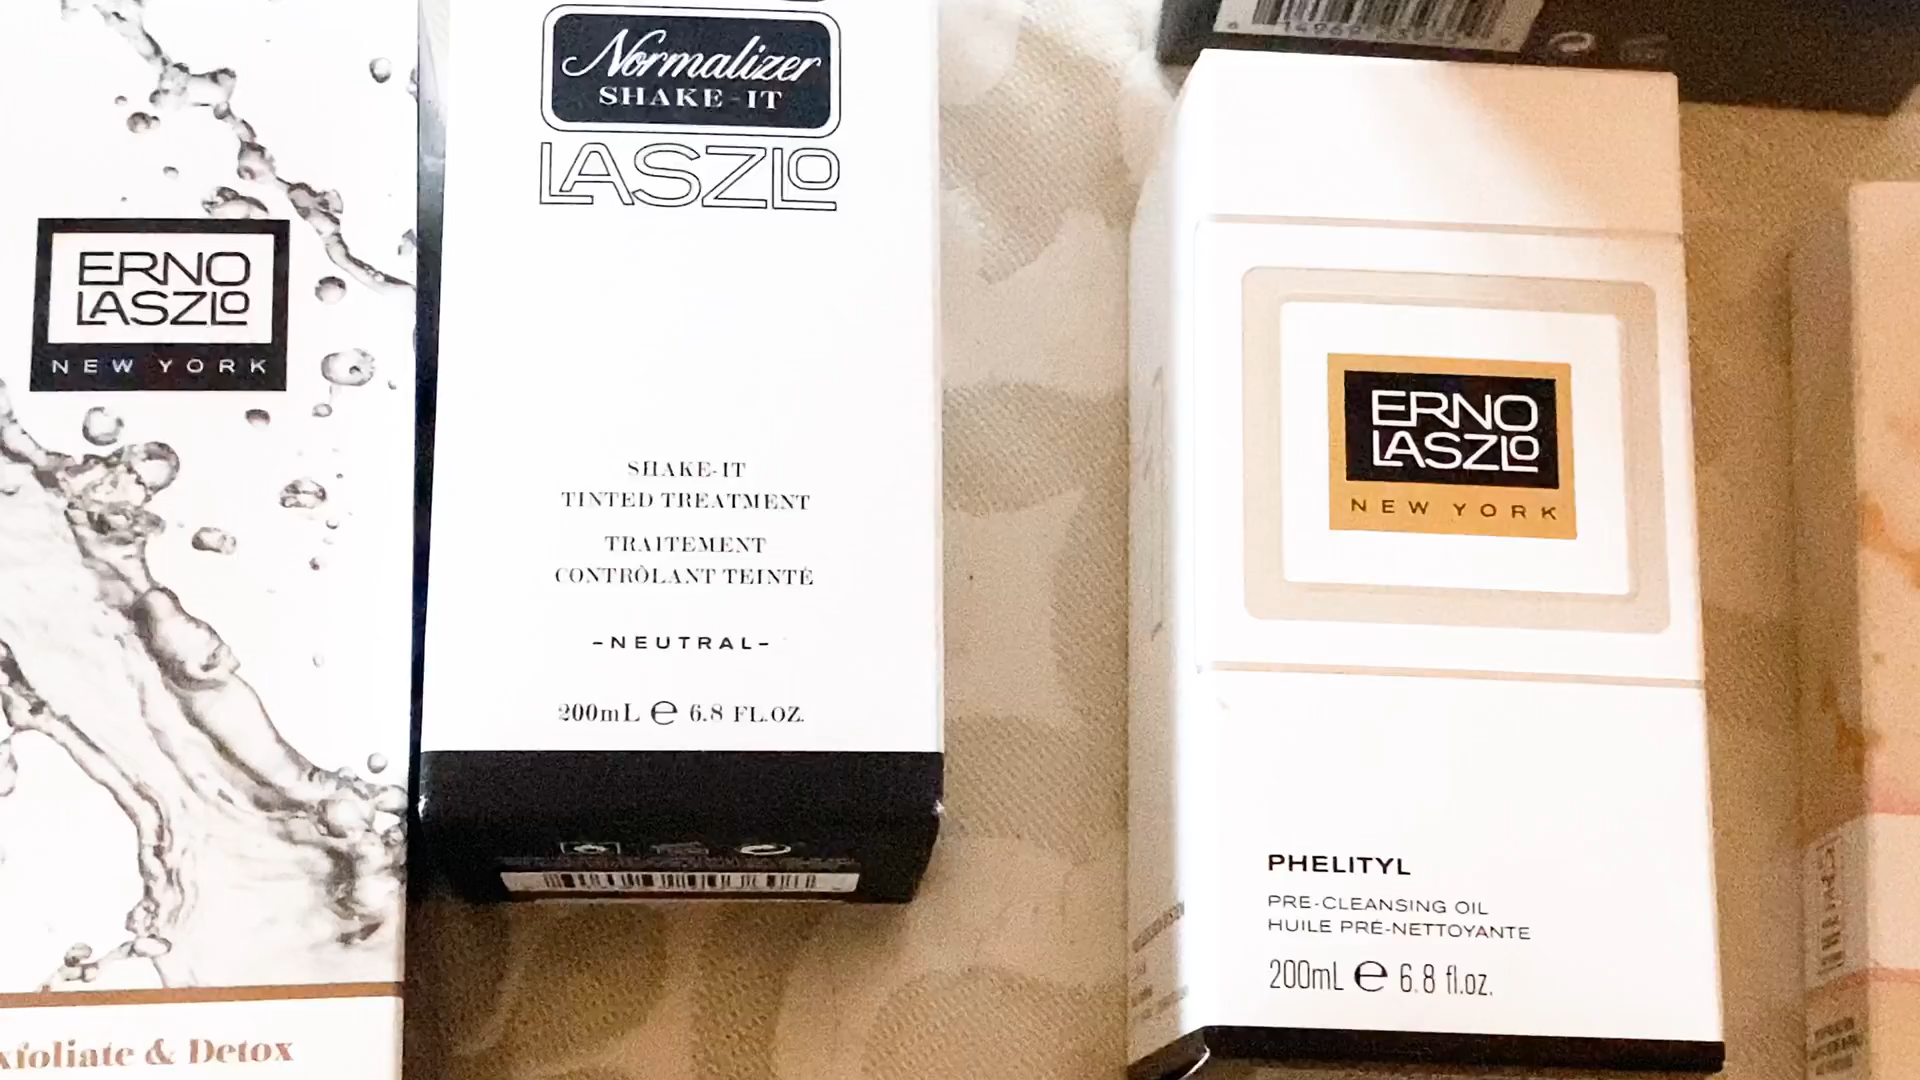 ERNO
LASZLO
NEW YORK
& Detox
Normalizer
SHAKE-IT
LASZLO
SHAKE-IT
TINTED TREATMENT
TRAITEMENT
CONTRÔLANT TEINTÉ
-NEUTRAL-
200mL ℮ 6.8 FL.OZ.
ERNO
LASZLO
NEW YORK
PHELITYL
PRE-CLEANSING OIL
HUILE PRÉ-NETTOYANTE
200mL ℮ 6.8 fl.oz.